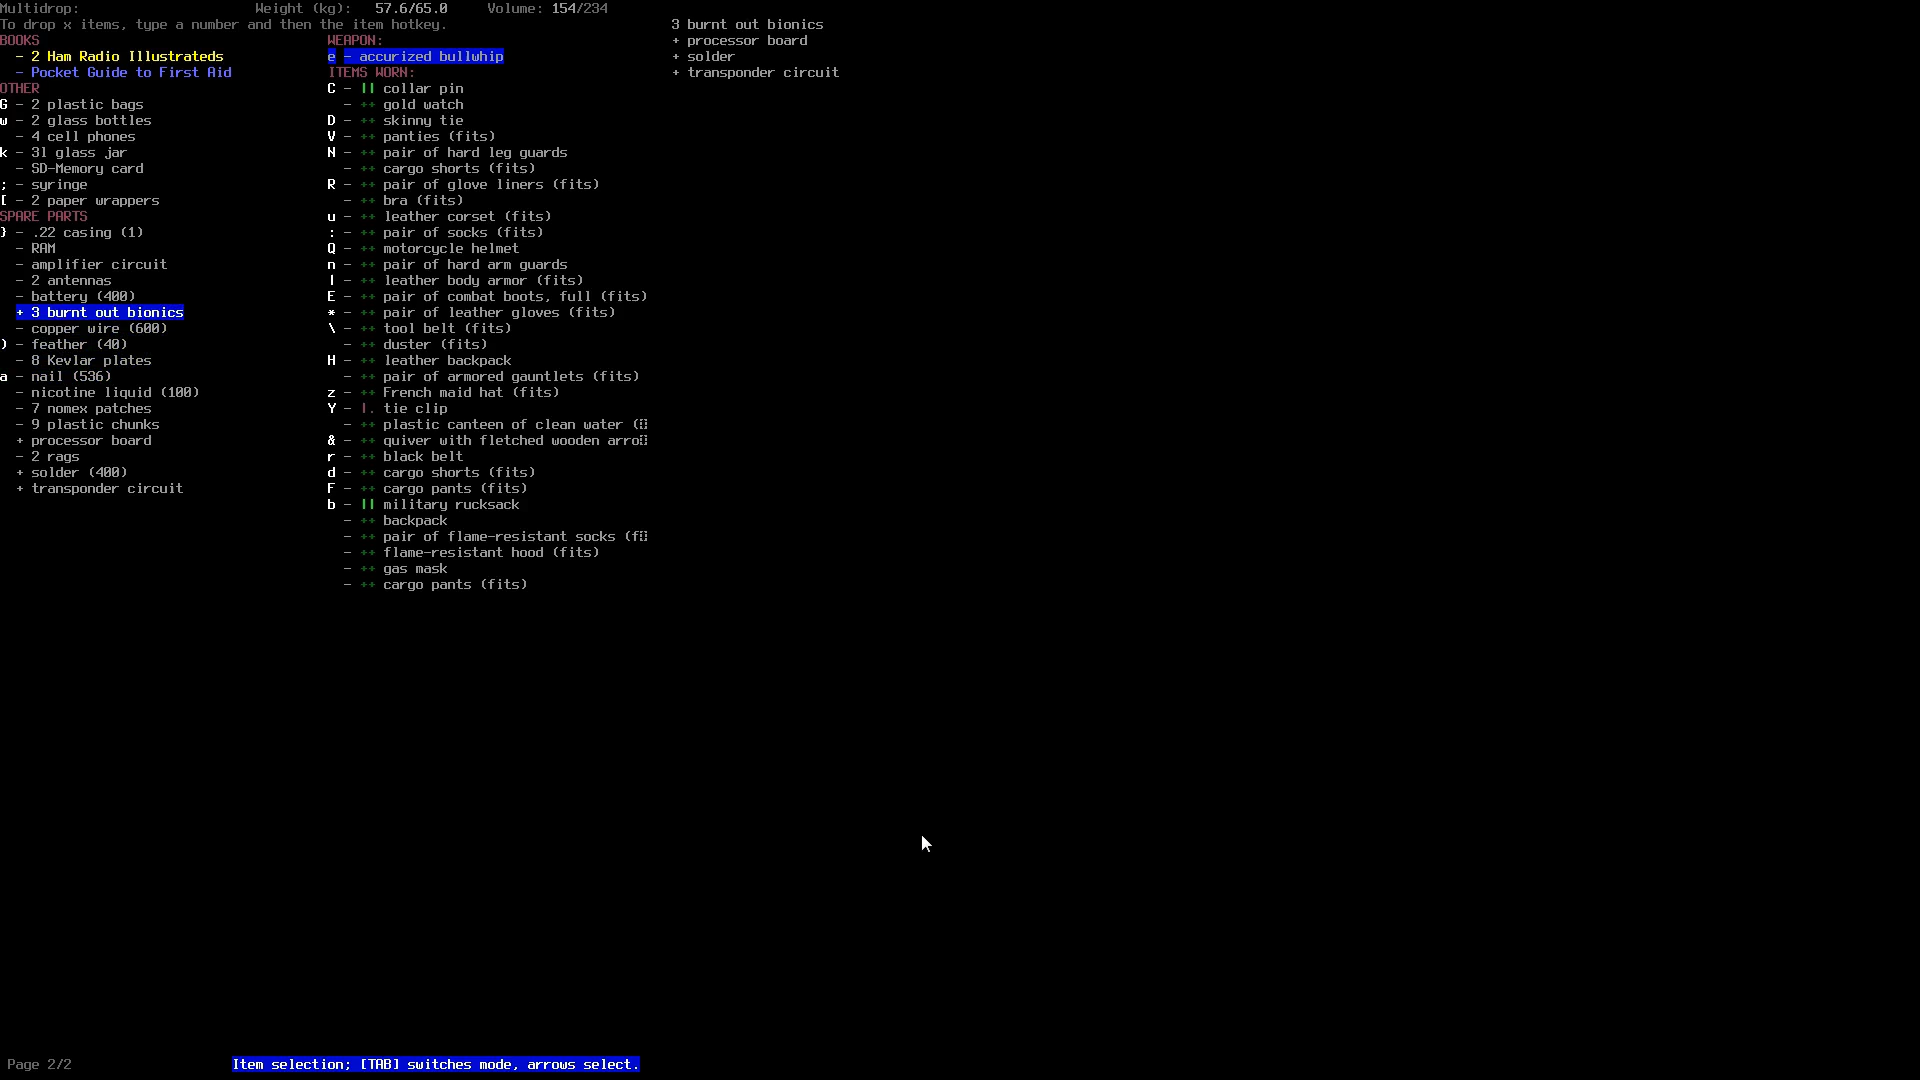 Multidrop: Weight (kg): 57.6/65.0 Volume: 154/234
To drop x items, type a number and then the item hotkey.
BOOKS
- 2 Ham Radio Illustrateds
- Pocket Guide to First Aid
OTHER
G - 2 plastic bags
w - 2 glass bottles
- 4 cell phones
k - 3l glass jar
- SD-Memory card
; - syringe
[ - 2 paper wrappers
SPARE PARTS
} - .22 casing (1)
- RAM
- amplifier circuit
- 2 antennas
- battery (400)
+ 3 burnt out bionics
- copper wire (600)
) - feather (40)
- 8 Kevlar plates
a - nail (536)
- nicotine liquid (100)
- 7 nomex patches
- 9 plastic chunks
+ processor board
- 2 rags
+ solder (400)
+ transponder circuit
WEAPON:
e - accurized bullwhip
ITEMS WORN:
C - || collar pin
- ++ gold watch
D - ++ skinny tie
V - ++ panties (fits)
N - ++ pair of hard leg guards
- ++ cargo shorts (fits)
R - ++ pair of glove liners (fits)
- ++ bra (fits)
u - ++ leather corset (fits)
: - ++ pair of socks (fits)
Q - ++ motorcycle helmet
n - ++ pair of hard arm guards
I - ++ leather body armor (fits)
E - ++ pair of combat boots, full (fits)
* - ++ pair of leather gloves (fits)
\ - ++ tool belt (fits)
- ++ duster (fits)
H - ++ leather backpack
- ++ pair of armored gauntlets (fits)
z - ++ French maid hat (fits)
Y - |. tie clip
- ++ plastic canteen of clean water (
& - ++ quiver with fletched wooden arro
r - ++ black belt
d - ++ cargo shorts (fits)
F - ++ cargo pants (fits)
b - || military rucksack
- ++ backpack
- ++ pair of flame-resistant socks (f
- ++ flame-resistant hood (fits)
- ++ gas mask
- ++ cargo pants (fits)
3 burnt out bionics
+ processor board
+ solder
+ transponder circuit
Page 2/2
Item selection; [TAB] switches mode, arrows select.